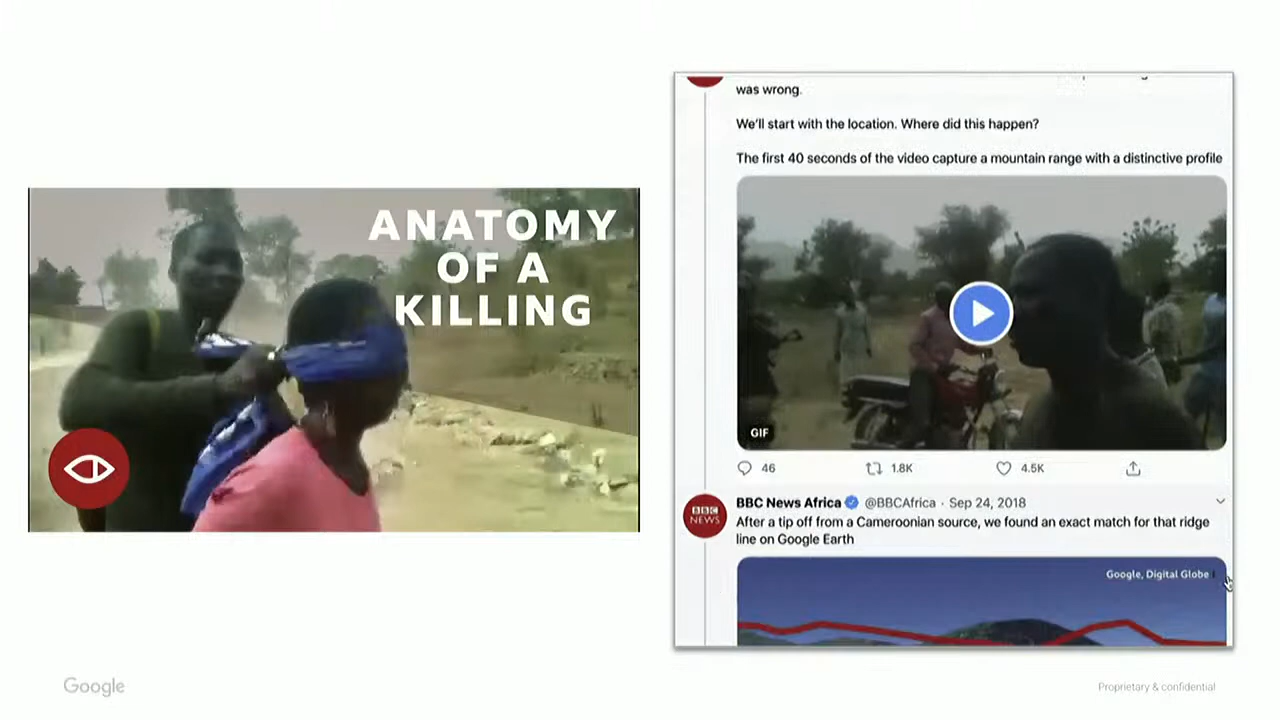 ANATOMY
OF A
KILLING
was wrong.
We'll start with the location. Where did this happen?
The first 40 seconds of the video capture a mountain range with a distinctive profile
GIF
46 1.8K 4.5K
BBC NEWS
BBC News Africa @BBCAfrica · Sep 24, 2018
After a tip off from a Cameroonian source, we found an exact match for that ridge
line on Google Earth
Google, Digital Globe
Google
Proprietary & confidential